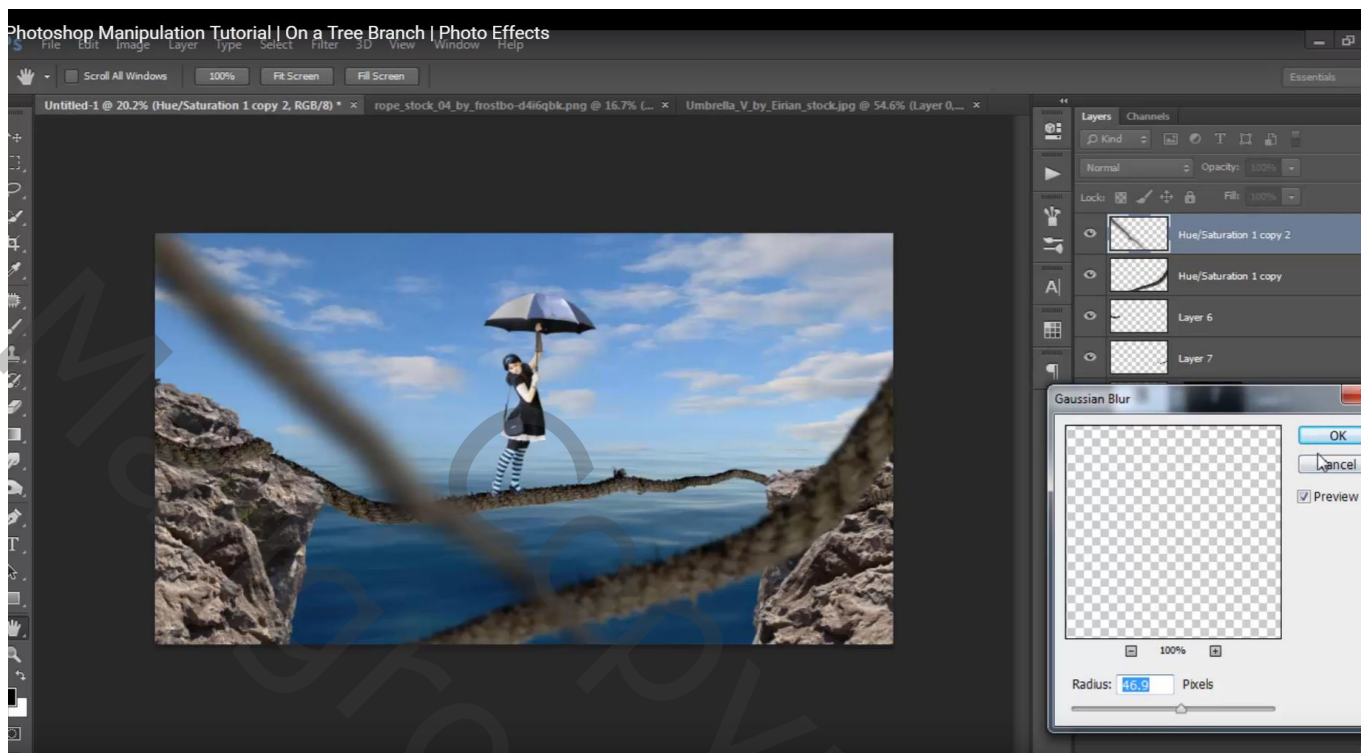 Photoshop Manipulation Tutorial | On a Tree Branch | Photo Effects
File Edit Image Layer Type Select Filter 3D View Window Help
Scroll All Windows 100% Fit Screen Fill Screen Essentials
Untitled-1 @ 20.2% (Hue/Saturation 1 copy 2, RGB/8) * × rope_stock_04_by_frostbo-d4i6qbk.png @ 16.7% (... × Umbrella_V_by_Eirian_stock.jpg @ 54.6% (Layer 0,... ×
Layers Channels
Kind
Normal Opacity: 100%
Lock: Fill: 100%
Hue/Saturation 1 copy 2
Hue/Saturation 1 copy
Layer 6
Layer 7
Gaussian Blur
OK
Cancel
Preview
100%
Radius: 46.9 Pixels